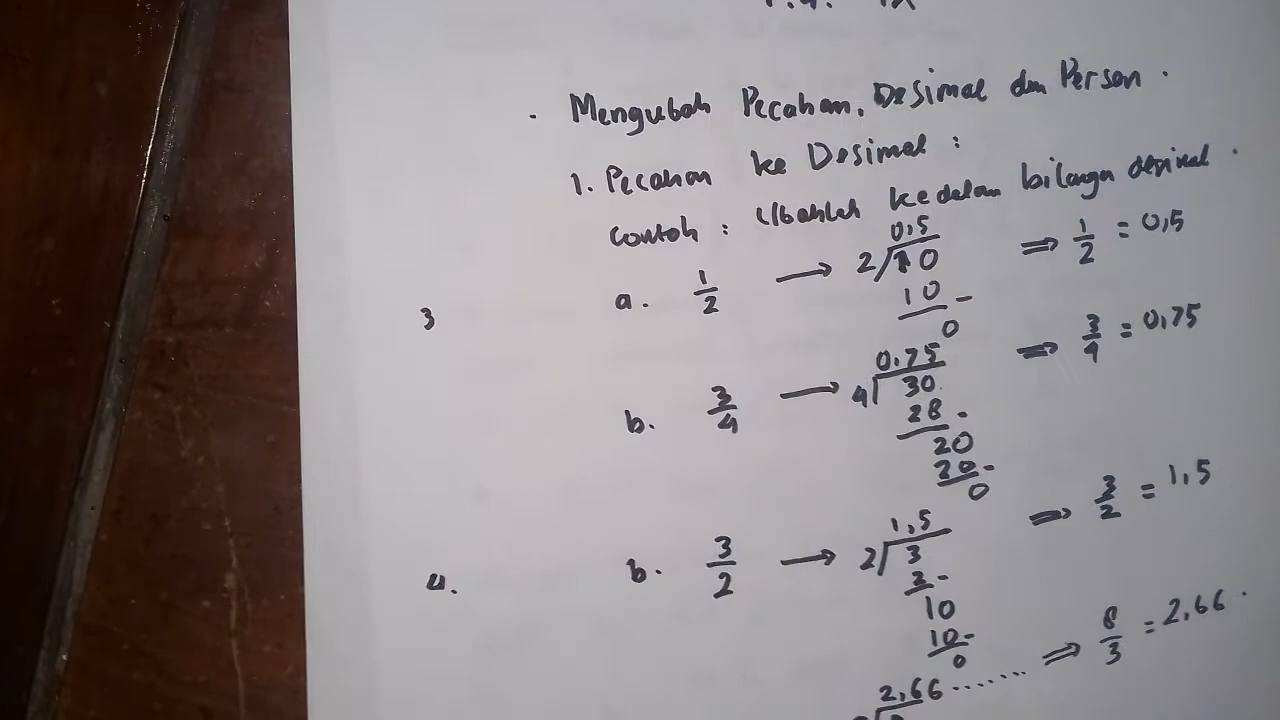 . Mengubah Pecahan, Desimal dan Persen .
1. Pecahan ke Desimal :
Contoh : Ubahlah kedalam bilangan desimal .
a. 1/2 → 2/10 0,5 ⇒ 1/2 = 0,5
10 -
0
3
b. 3/4 → 4/30 0.75 ⇒ 3/4 = 0,75
28 -
20
20 -
0
4.
b. 3/2 → 2/3 1,5 ⇒ 3/2 = 1,5
2 -
10
10 -
0
2,66 ....... ⇒ 8/3 = 2,66 .